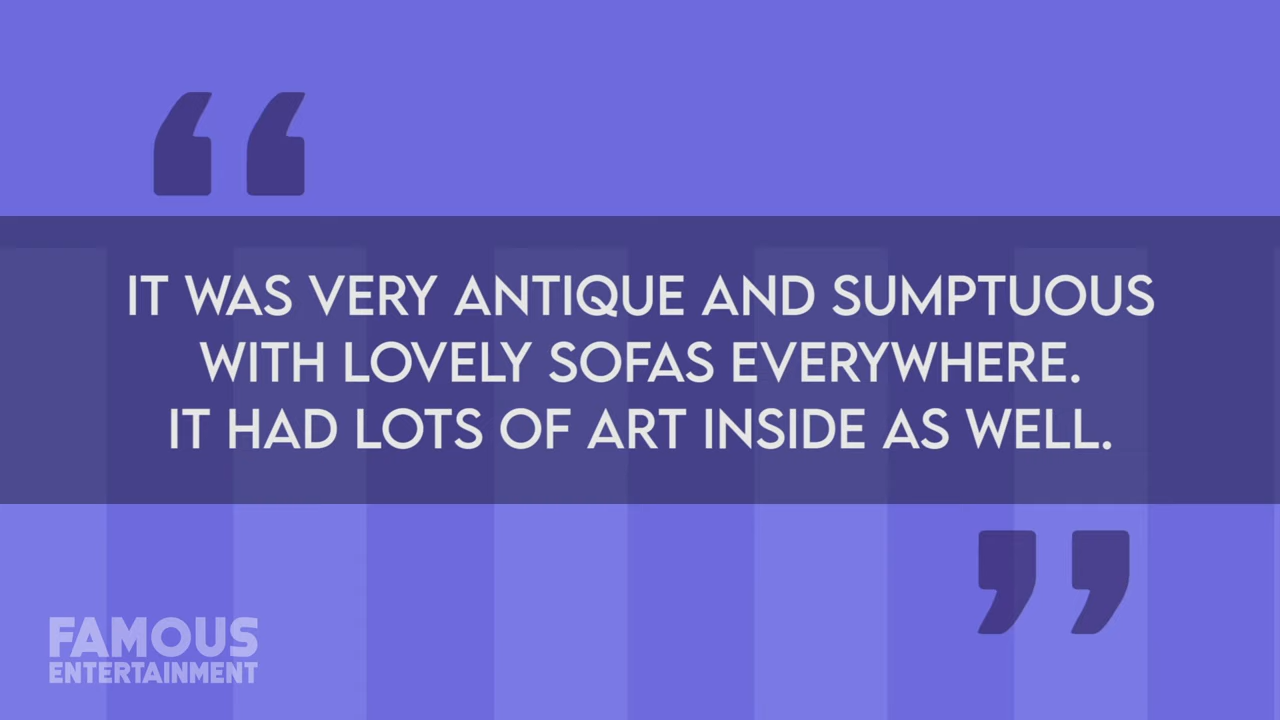 “
IT WAS VERY ANTIQUE AND SUMPTUOUS
WITH LOVELY SOFAS EVERYWHERE.
IT HAD LOTS OF ART INSIDE AS WELL.
”
FAMOUS
ENTERTAINMENT